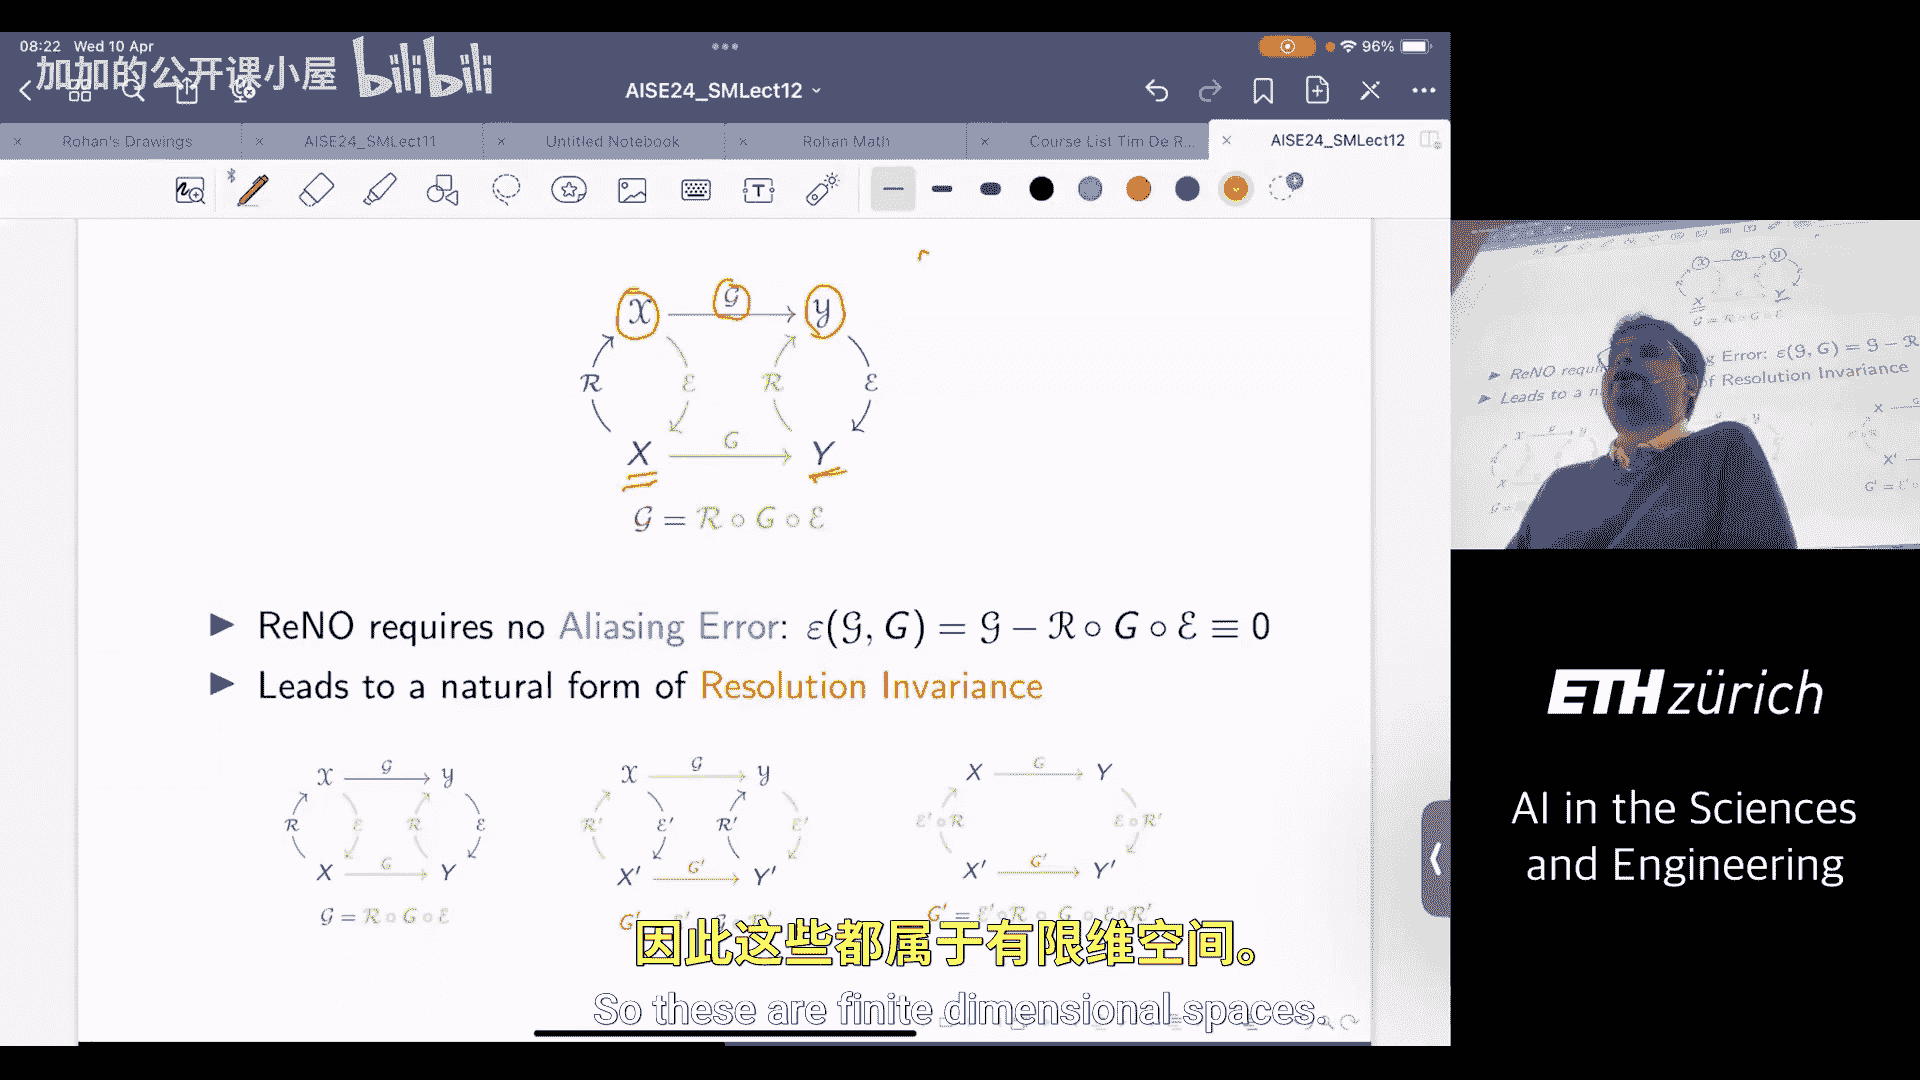 08:22 Wed 10 Apr
96%
加加的公开课小屋 bilibili
AISE24_SMLect12
Rohan's Drawings
AISE24_SMLect11
Untitled Notebook
Rohan Math
Course List Tim De R...
AISE24_SMLect12
𝒳 𝒢 𝒴
ℛ ℰ ℛ ℰ
X G Y
𝒢 = ℛ ∘ G ∘ ℰ
▶ ReNO requires no Aliasing Error: ε(𝒢, G) = 𝒢 − ℛ ∘ G ∘ ℰ ≡ 0
▶ Leads to a natural form of Resolution Invariance
𝒳 𝒢 𝒴 𝒳 𝒢 𝒴 X G Y
ℛ ℰ ℛ ℰ ℛ′ ℰ′ ℛ′ ℰ′ ℰ′ ∘ ℛ ℰ ∘ ℛ′
X G Y X′ G′ Y′ X′ G′ Y′
𝒢 = ℛ ∘ G ∘ ℰ G′ G′ = ℰ′ ∘ ℛ ∘ G ∘ ℰ ∘ ℛ′
因此这些都属于有限维空间。
So these are finite dimensional spaces.
ETH zürich
AI in the Sciences
and Engineering